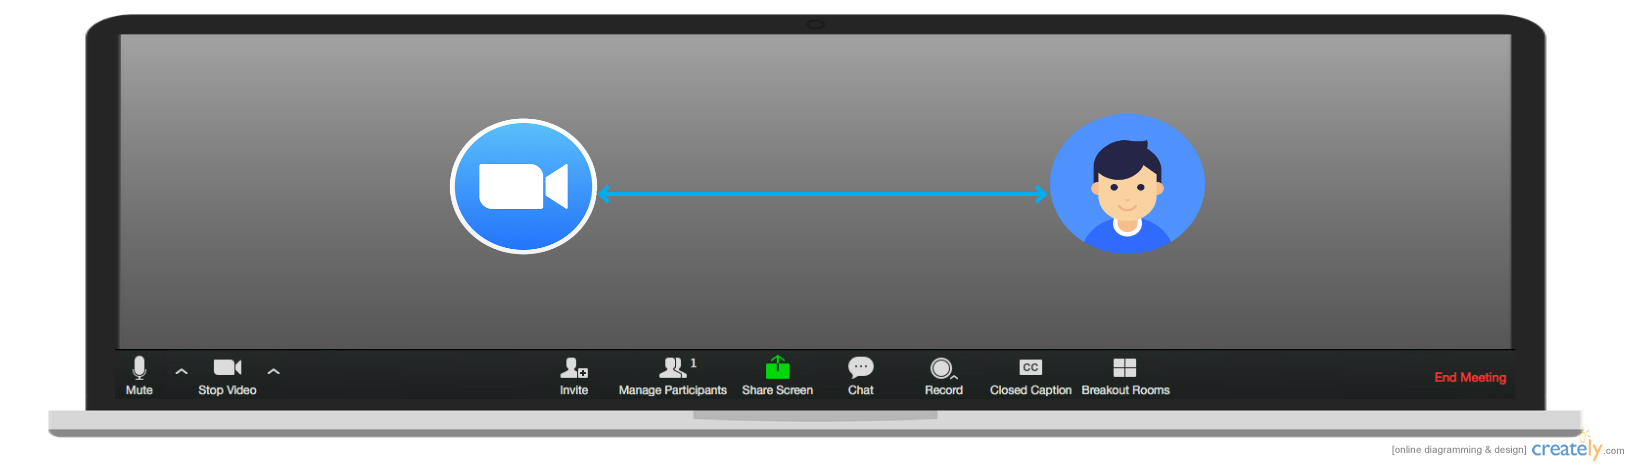 1
Mute
Stop Video
Invite
Manage Participants
Share Screen
Chat
CC
Record
Closed Caption
Breakout Rooms
End Meeting
[online diagramming & design] creately.com